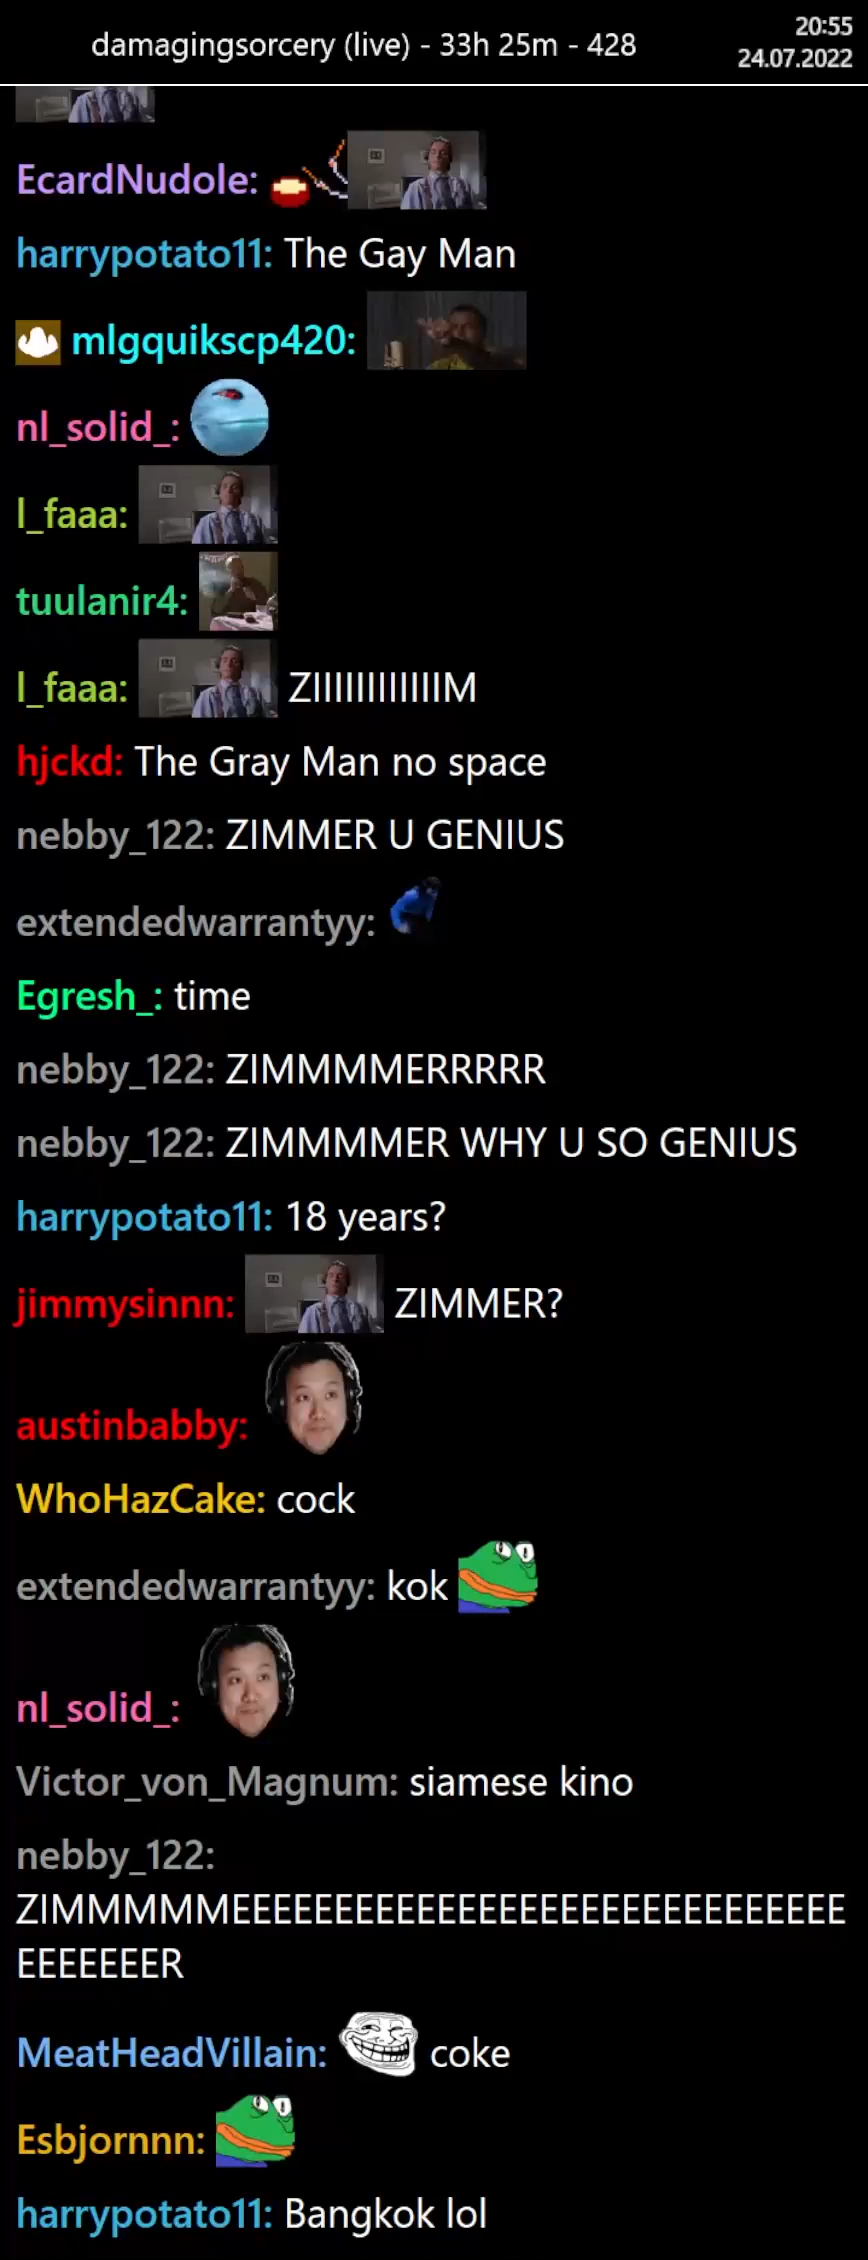 damagingsorcery (live) - 33h 25m - 428
20:55
24.07.2022
EcardNudole:
harrypotato11: The Gay Man
mlgquikscp420:
nl_solid_:
l_faaa:
tuulanir4:
l_faaa: ZIIIIIIIIIIIIM
hjckd: The Gray Man no space
nebby_122: ZIMMER U GENIUS
extendedwarrantyy:
Egresh_: time
nebby_122: ZIMMMMERRRRR
nebby_122: ZIMMMMER WHY U SO GENIUS
harrypotato11: 18 years?
jimmysinnn: ZIMMER?
austinbabby:
WhoHazCake: cock
extendedwarrantyy: kok
nl_solid_:
Victor_von_Magnum: siamese kino
nebby_122:
ZIMMMMMEEEEEEEEEEEEEEEEEEEEEEEEEEEEEE
EEEEEEER
MeatHeadVillain: coke
Esbjornnn:
harrypotato11: Bangkok lol